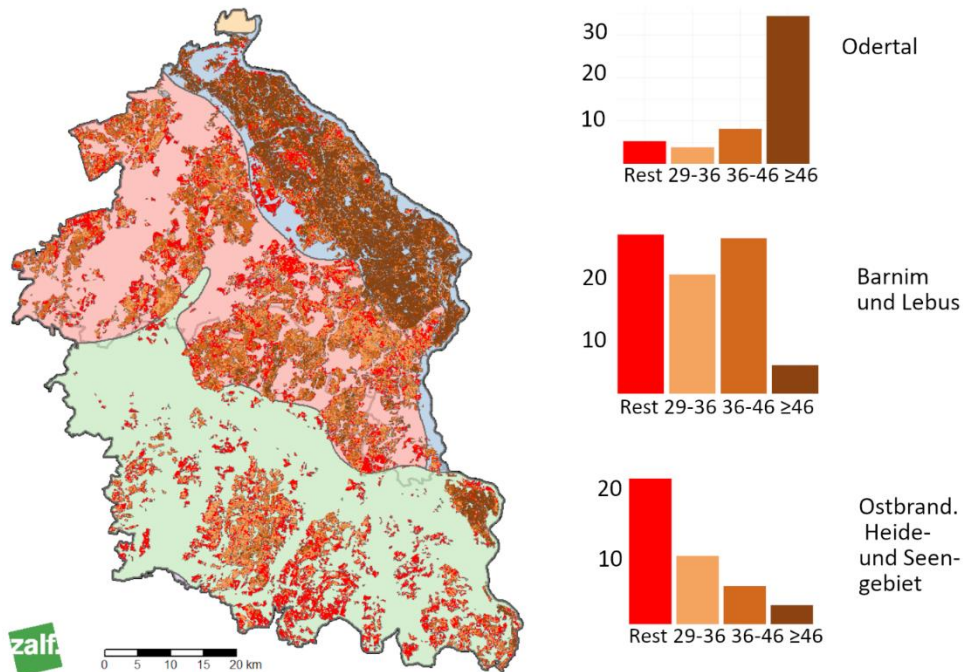 30
20
10
Rest 29-36 36-46 ≥46
Odertal
20
10
Rest 29-36 36-46 ≥46
Barnim
und Lebus
20
10
Rest 29-36 36-46 ≥46
Ostbrand.
Heide-
und Seen-
gebiet
zalf.
0 5 10 15 20 km